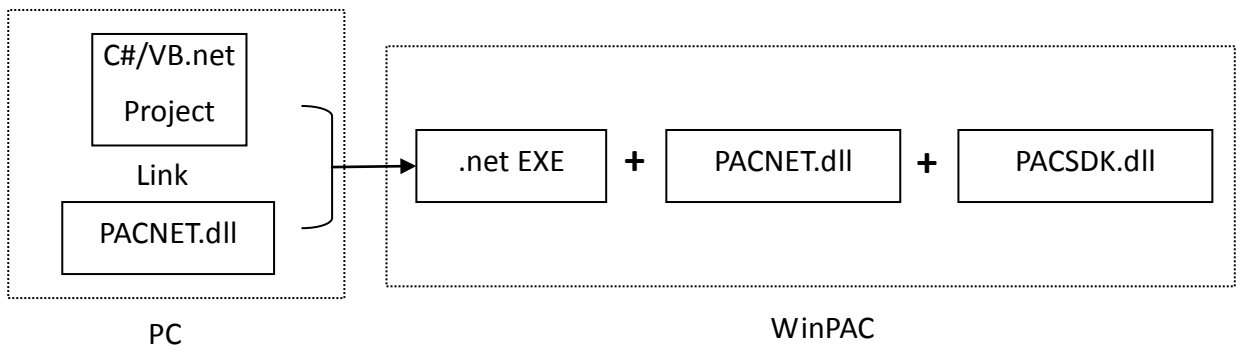 C#/VB.net
Project
Link
PACNET.dll
.net EXE + PACNET.dll + PACSDK.dll
PC
WinPAC